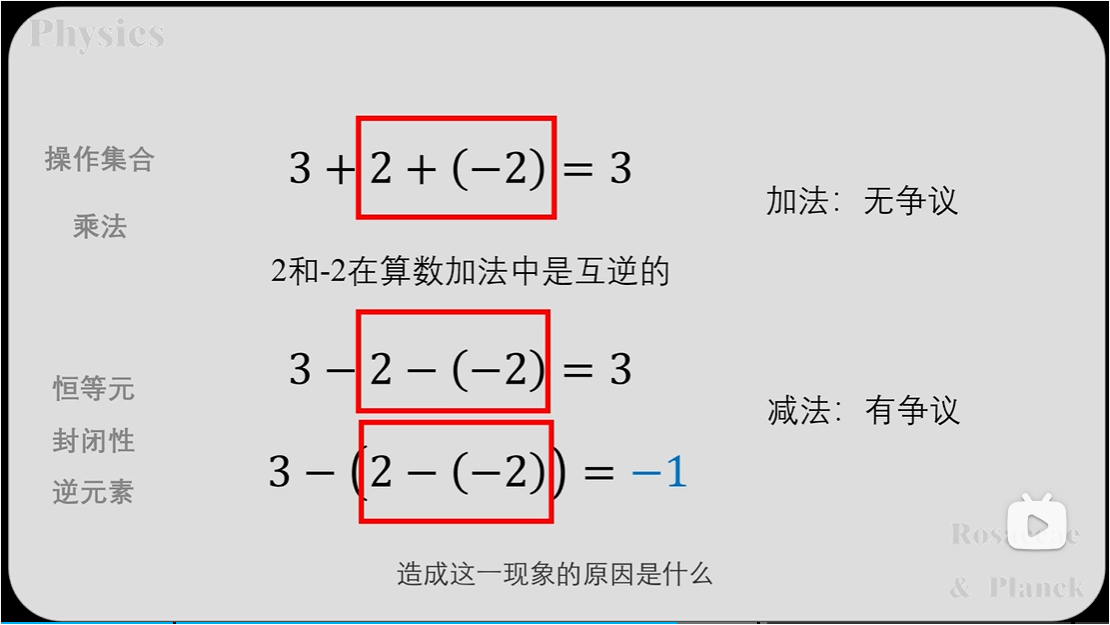 Physics
操作集合
乘法
3 + 2 + (−2) = 3
加法：无争议
2和-2在算数加法中是互逆的
3 − 2 − (−2) = 3
减法：有争议
恒等元
封闭性
逆元素
3 − (2 − (−2)) = −1
造成这一现象的原因是什么
& Planck